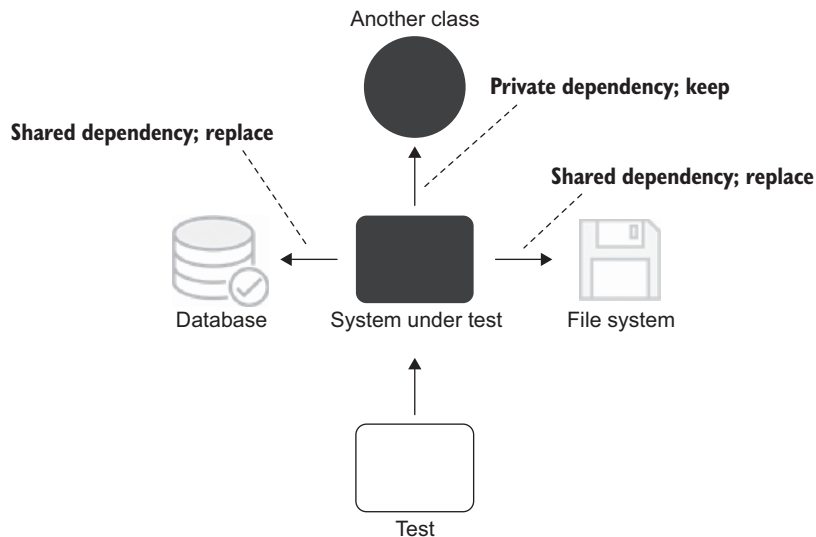 Another class
Private dependency; keep
Shared dependency; replace
Shared dependency; replace
Database
System under test
File system
Test